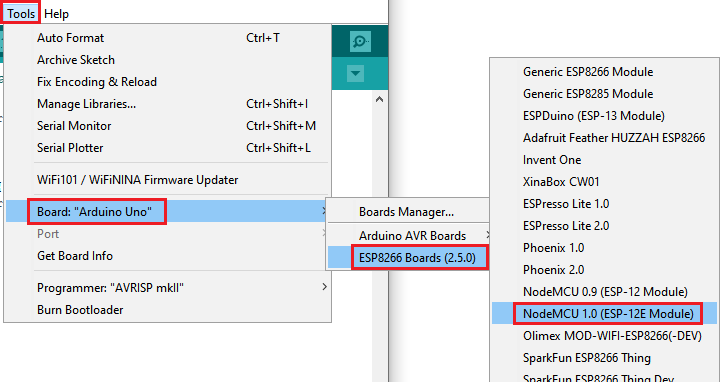 Tools Help
Auto Format Ctrl+T
Archive Sketch
Fix Encoding & Reload
Manage Libraries... Ctrl+Shift+I
Serial Monitor Ctrl+Shift+M
Serial Plotter Ctrl+Shift+L
WiFi101 / WiFiNINA Firmware Updater
Board: "Arduino Uno"
Port
Get Board Info
Programmer: "AVRISP mkII"
Burn Bootloader
Boards Manager...
Arduino AVR Boards
ESP8266 Boards (2.5.0)
Generic ESP8266 Module
Generic ESP8285 Module
ESPDuino (ESP-13 Module)
Adafruit Feather HUZZAH ESP8266
Invent One
XinaBox CW01
ESPresso Lite 1.0
ESPresso Lite 2.0
Phoenix 1.0
Phoenix 2.0
NodeMCU 0.9 (ESP-12 Module)
NodeMCU 1.0 (ESP-12E Module)
Olimex MOD-WIFI-ESP8266(-DEV)
SparkFun ESP8266 Thing
SparkFun ESP8266 Thing Dev